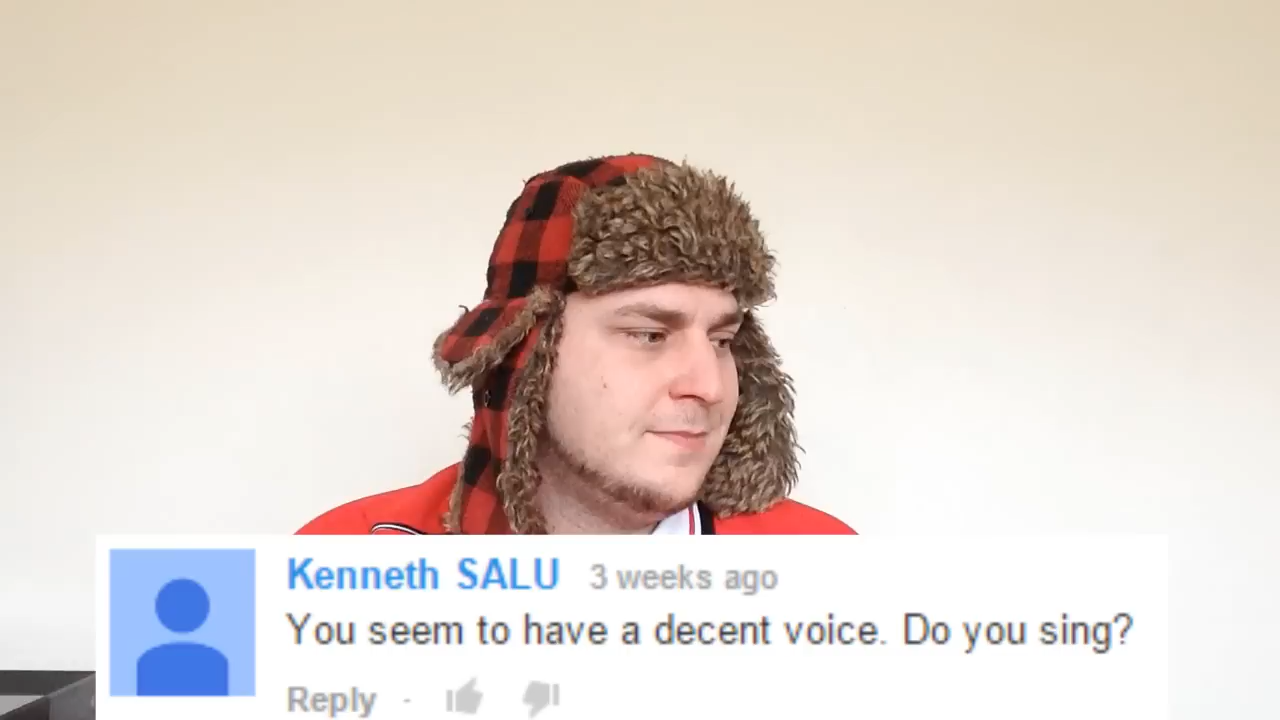 Kenneth SALU 3 weeks ago
You seem to have a decent voice. Do you sing?
Reply ·